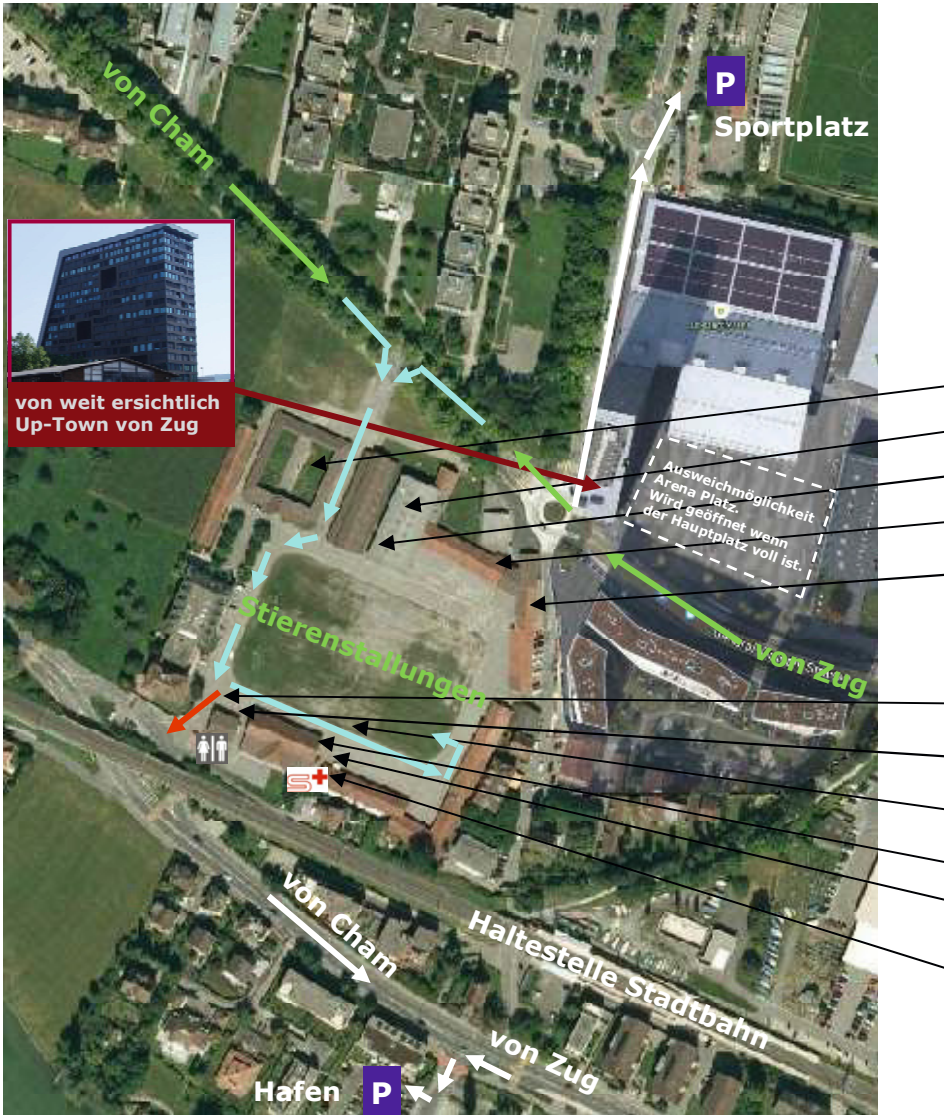 von Cham
P
Sportplatz
von weit ersichtlich
Up-Town von Zug
Ausweichmöglichkeit
Arena Platz.
Wird geöffnet wenn
der Hauptplatz voll ist.
Stierenstallungen
von Zug
von Cham
Haltestelle Stadtbahn
von Zug
Hafen
P